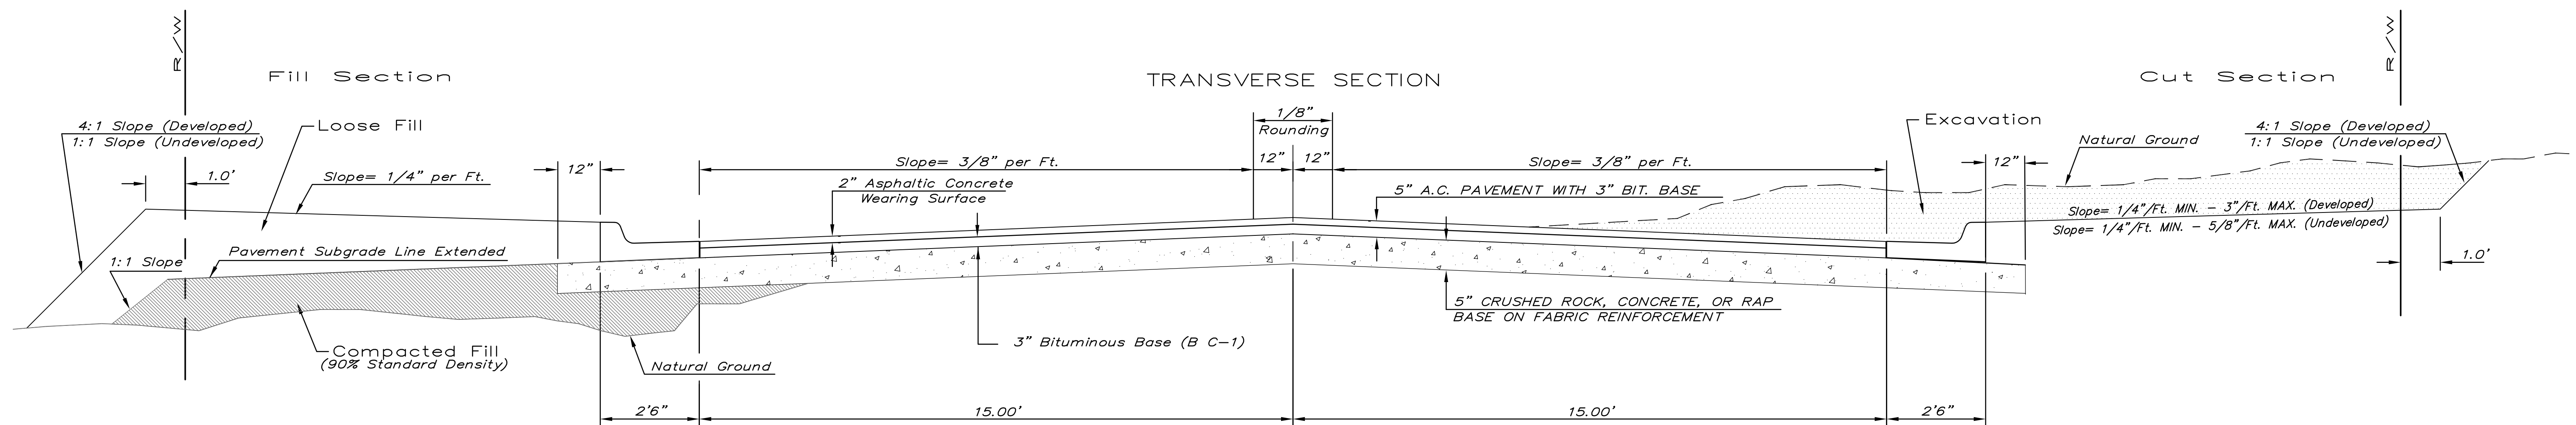 R/W
R/W
Fill Section
TRANSVERSE SECTION
Cut Section
4:1 Slope (Developed)
1:1 Slope (Undeveloped)
Loose Fill
1/8"
Rounding
Excavation
Natural Ground
4:1 Slope (Developed)
1:1 Slope (Undeveloped)
1.0'
Slope= 1/4" per Ft.
12"
Slope= 3/8" per Ft.
12"
12"
Slope= 3/8" per Ft.
12"
2" Asphaltic Concrete
Wearing Surface
5" A.C. PAVEMENT WITH 3" BIT. BASE
Slope= 1/4"/Ft. MIN. - 3"/Ft. MAX. (Developed)
Slope= 1/4"/Ft. MIN. - 5/8"/Ft. MAX. (Undeveloped)
1:1 Slope
Pavement Subgrade Line Extended
1.0'
5" CRUSHED ROCK, CONCRETE, OR RAP
BASE ON FABRIC REINFORCEMENT
Compacted Fill
(90% Standard Density)
Natural Ground
3" Bituminous Base (B C-1)
2'6"
15.00'
15.00'
2'6"